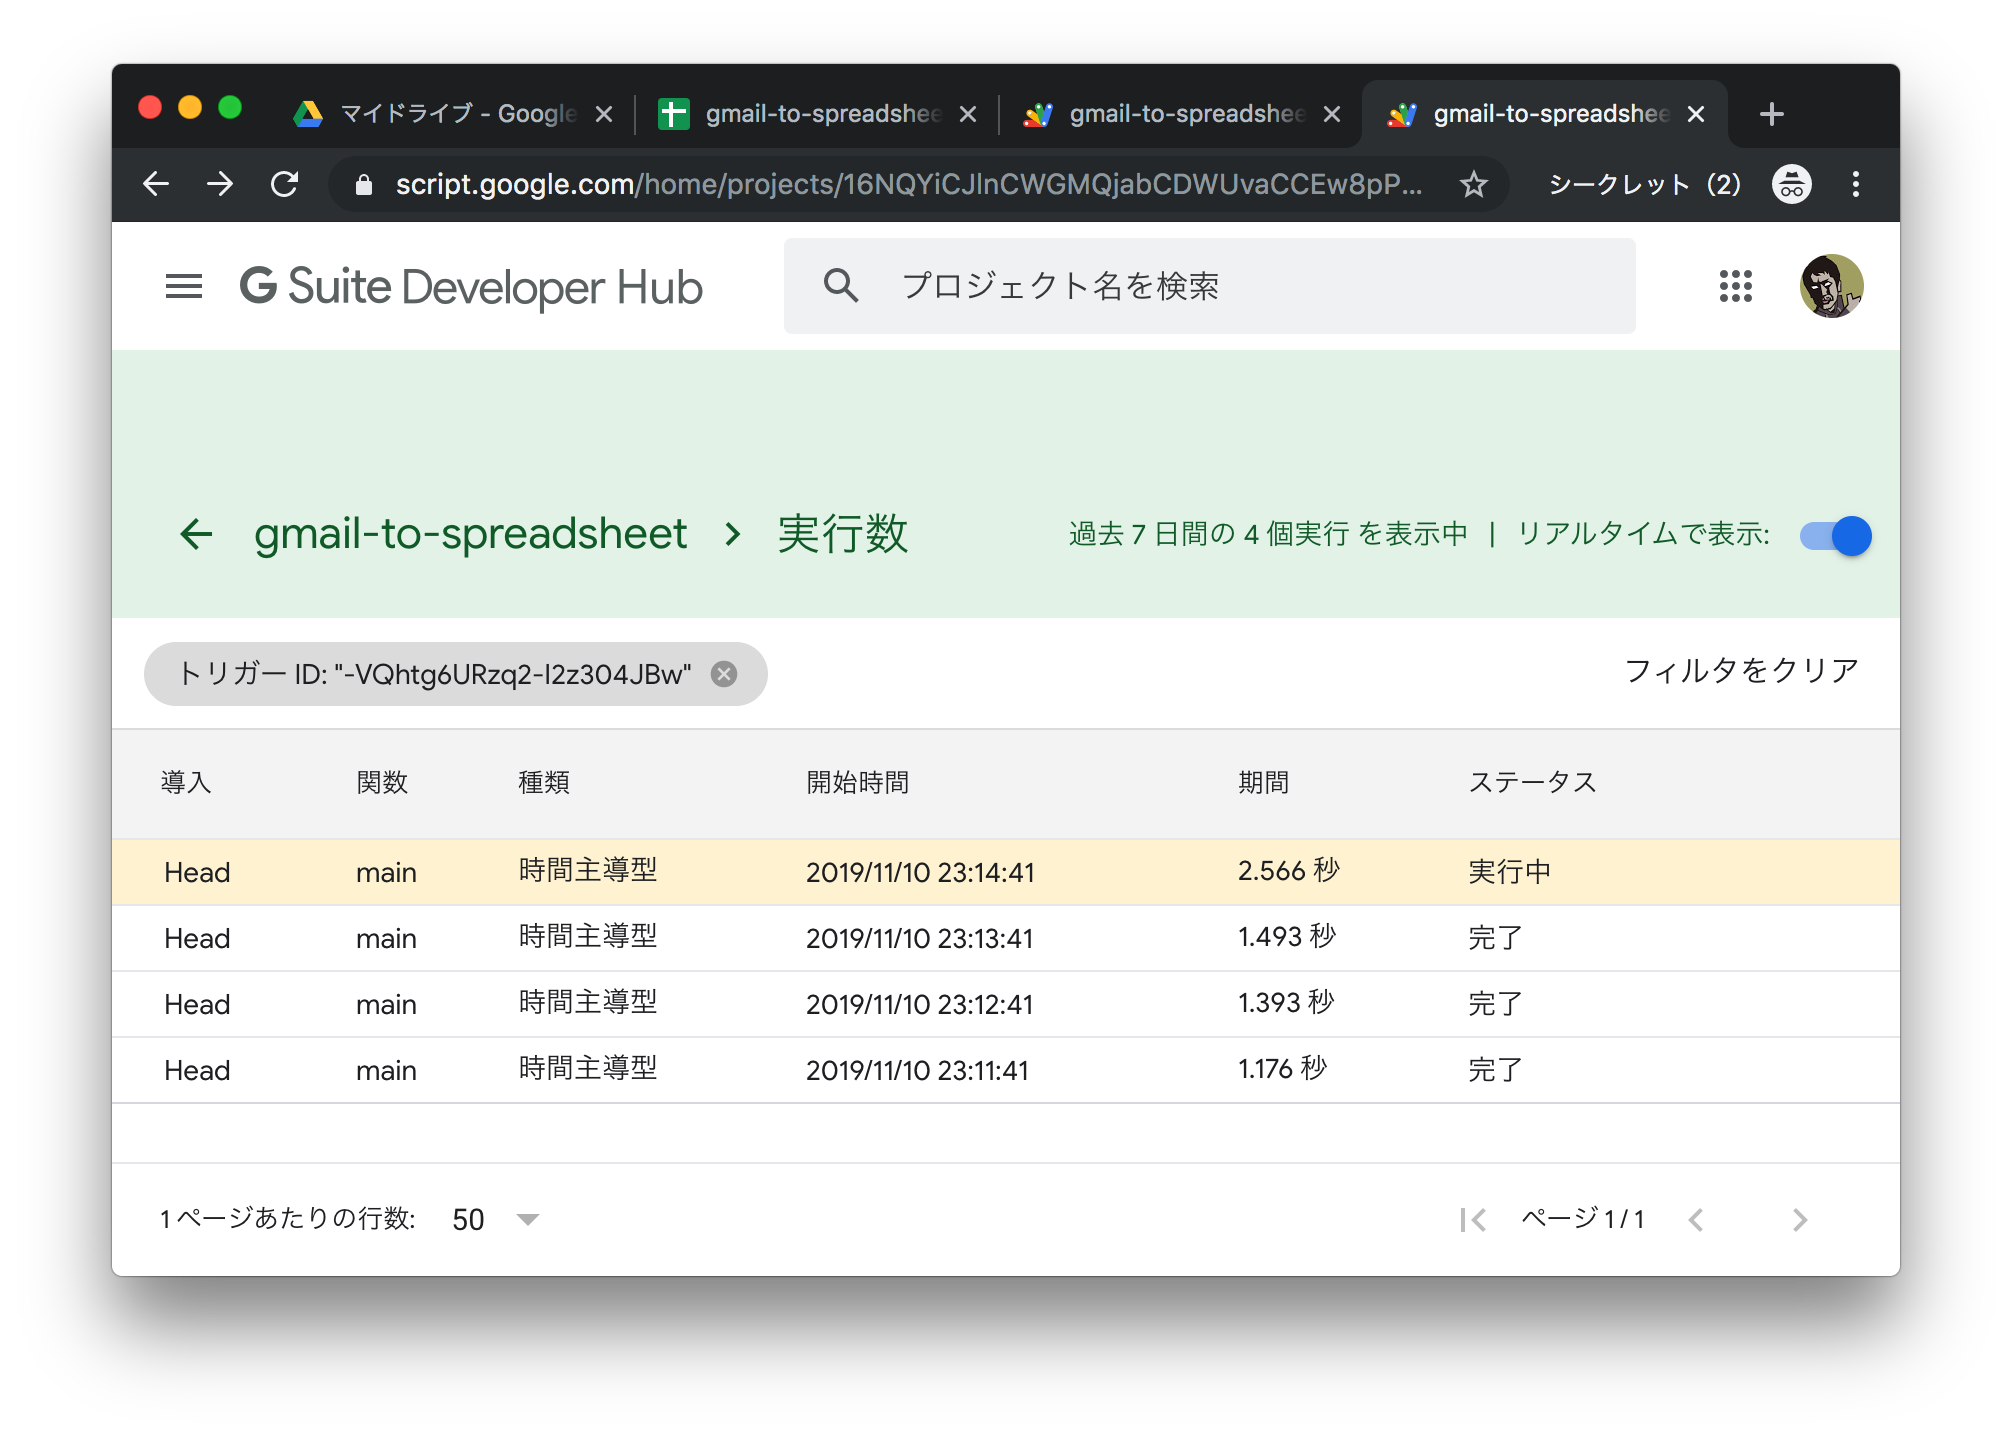 マイドライブ - Google
gmail-to-spreadshee
gmail-to-spreadshee
gmail-to-spreadshee
script.google.com/home/projects/16NQYiCJInCWGMQjabCDWUvaCCEw8pP...
シークレット（2）
G Suite Developer Hub
プロジェクト名を検索
gmail-to-spreadsheet > 実行数
過去 7 日間の 4 個実行 を表示中 | リアルタイムで表示:
トリガー ID: "-VQhtg6URzq2-I2z304JBw"
フィルタをクリア
導入 関数 種類 開始時間 期間 ステータス
Head main 時間主導型 2019/11/10 23:14:41 2.566 秒 実行中
Head main 時間主導型 2019/11/10 23:13:41 1.493 秒 完了
Head main 時間主導型 2019/11/10 23:12:41 1.393 秒 完了
Head main 時間主導型 2019/11/10 23:11:41 1.176 秒 完了
1 ページあたりの行数: 50
ページ 1 / 1